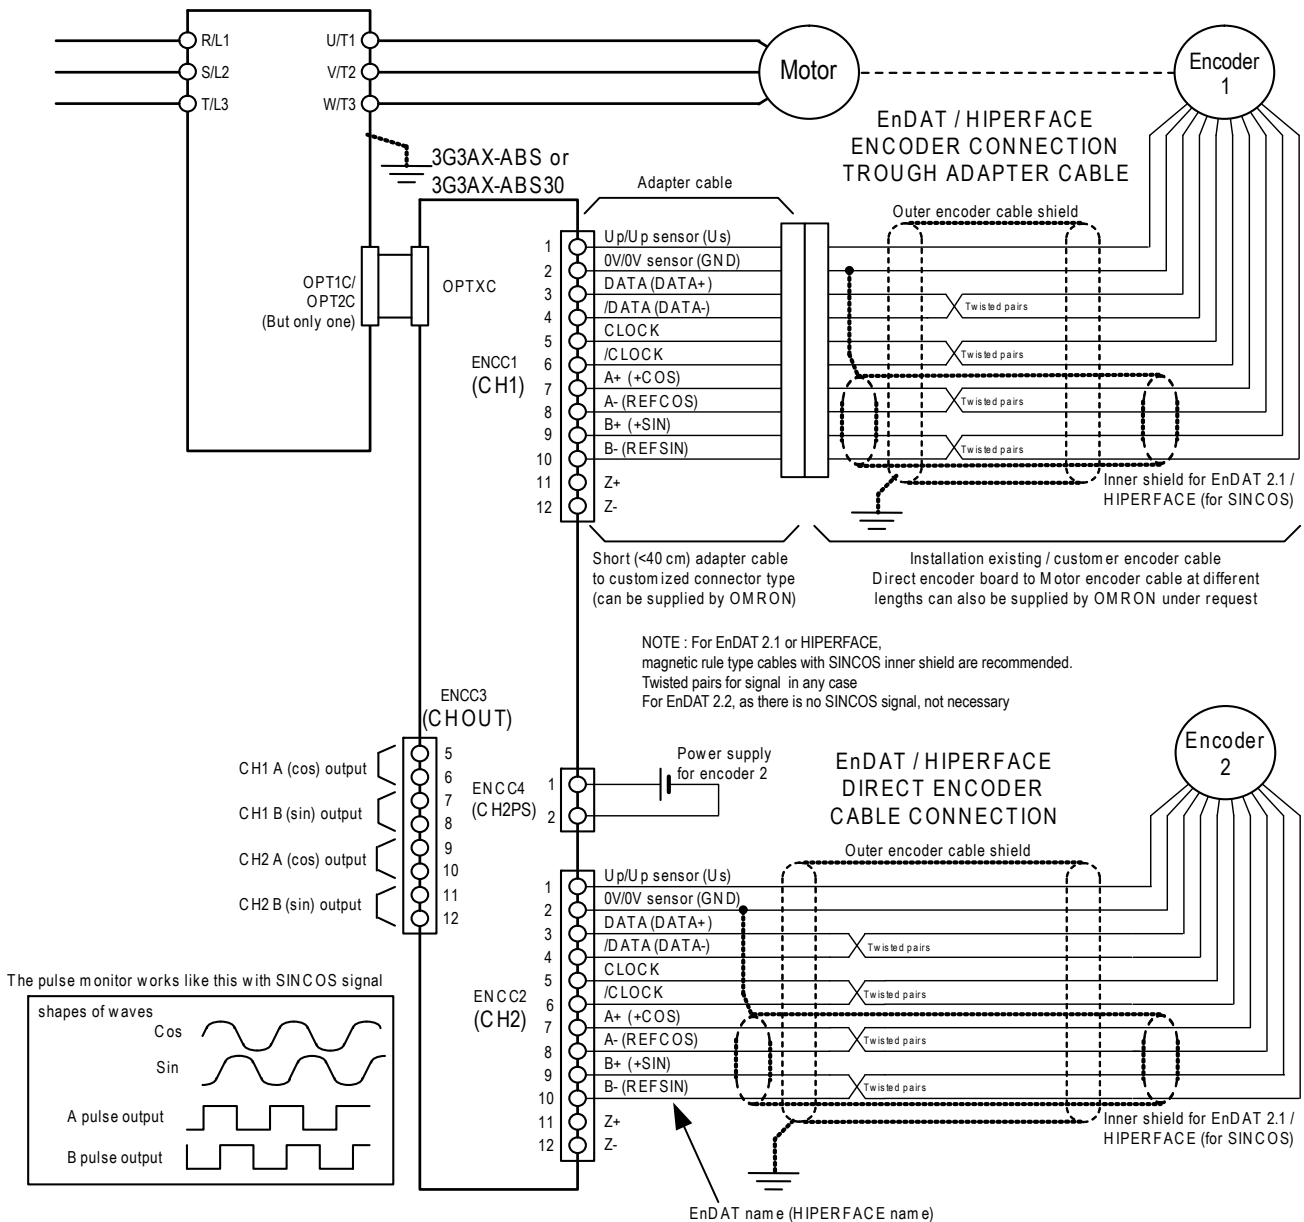 R/L1
S/L2
T/L3
U/T1
V/T2
W/T3
Motor
Encoder
1
EnDAT / HIPERFACE
ENCODER CONNECTION
TROUGH ADAPTER CABLE
3G3AX-ABS or
3G3AX-ABS30
Adapter cable
Outer encoder cable shield
OPT1C/
OPT2C
(But only one)
OPTXC
ENCC1
(CH1)
1
2
3
4
5
6
7
8
9
10
11
12
Up/Up sensor (Us)
0V/0V sensor (GND)
DATA (DATA+)
/DATA (DATA-)
CLOCK
/CLOCK
A+ (+COS)
A- (REFCOS)
B+ (+SIN)
B- (REFSIN)
Z+
Z-
Twisted pairs
Twisted pairs
Twisted pairs
Twisted pairs
Inner shield for EnDAT 2.1 /
HIPERFACE (for SINCOS)
Short (<40 cm) adapter cable
to customized connector type
(can be supplied by OMRON)
Installation existing / customer encoder cable
Direct encoder board to Motor encoder cable at different
lengths can also be supplied by OMRON under request
NOTE : For EnDAT 2.1 or HIPERFACE,
magnetic rule type cables with SINCOS inner shield are recommended.
Twisted pairs for signal in any case
For EnDAT 2.2, as there is no SINCOS signal, not necessary
ENCC3
(CHOUT)
5
6
7
8
9
10
11
12
CH1 A (cos) output
CH1 B (sin) output
CH2 A (cos) output
CH2 B (sin) output
ENCC4
(CH2PS)
1
2
Power supply
for encoder 2
EnDAT / HIPERFACE
DIRECT ENCODER
CABLE CONNECTION
Encoder
2
Outer encoder cable shield
ENCC2
(CH2)
1
2
3
4
5
6
7
8
9
10
11
12
Up/Up sensor (Us)
0V/0V sensor (GND)
DATA (DATA+)
/DATA (DATA-)
CLOCK
/CLOCK
A+ (+COS)
A- (REFCOS)
B+ (+SIN)
B- (REFSIN)
Z+
Z-
Twisted pairs
Twisted pairs
Twisted pairs
Twisted pairs
Inner shield for EnDAT 2.1 /
HIPERFACE (for SINCOS)
EnDAT name (HIPERFACE name)
The pulse monitor works like this with SINCOS signal
shapes of waves
Cos
Sin
A pulse output
B pulse output